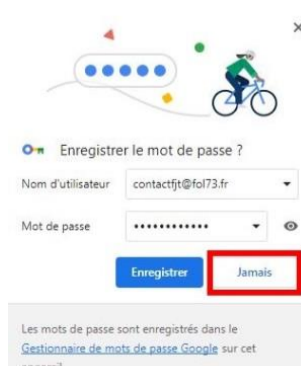 Enregistrer le mot de passe ?
Nom d'utilisateur contactfjt@fol73.fr
Mot de passe ••••••••••••
Enregistrer Jamais
Les mots de passe sont enregistrés dans le
Gestionnaire de mots de passe Google sur cet